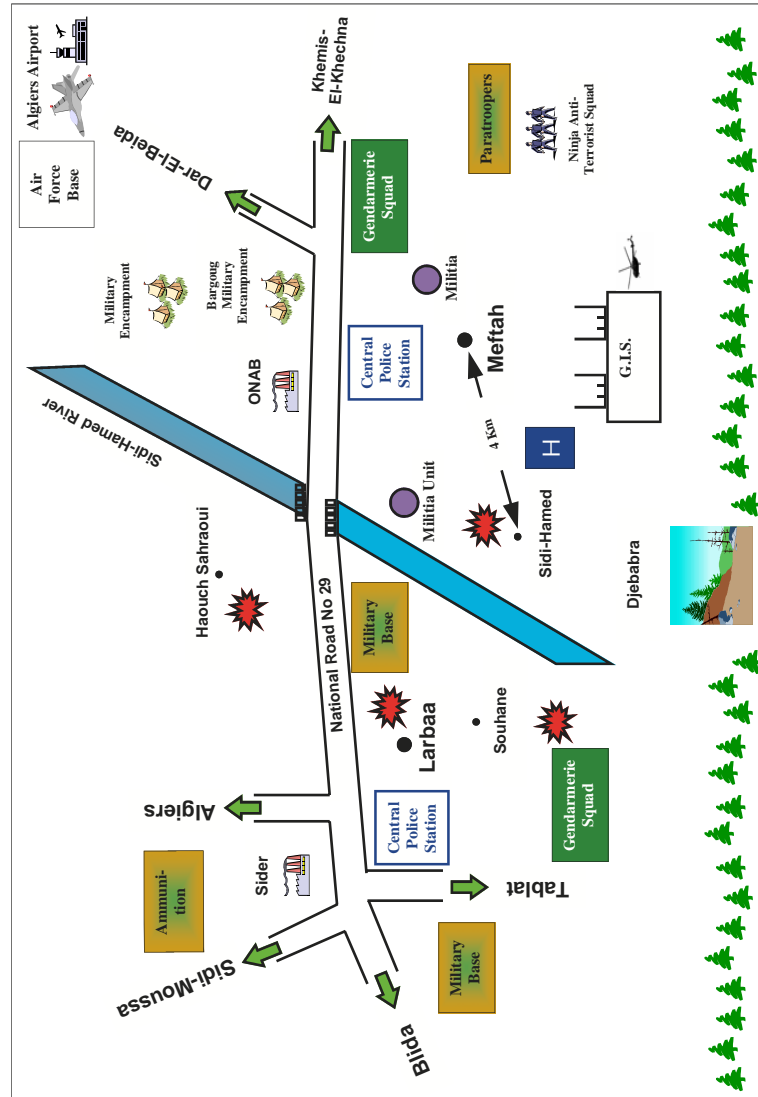 Sidi-Moussa
Ammuni-
tion
Algiers
Haouch Sahraoui
Sidi-Hamed River
Military
Encampment
Bargoug
Military
Encampment
Dar-El-Beida
Air
Force
Base
Algiers Airport
Sider
National Road No 29
ONAB
Khemis-
El-Khechna
Blida
Military
Base
Tablat
Central
Police
Station
Larbaa
Military
Base
Militia Unit
Central
Police
Station
Militia
Gendarmerie
Squad
Souhane
Gendarmerie
Squad
Sidi-Hamed
4 Km
Meftah
H
Paratroopers
Ninja Anti-
Terrorist Squad
Djebabra
G.I.S.